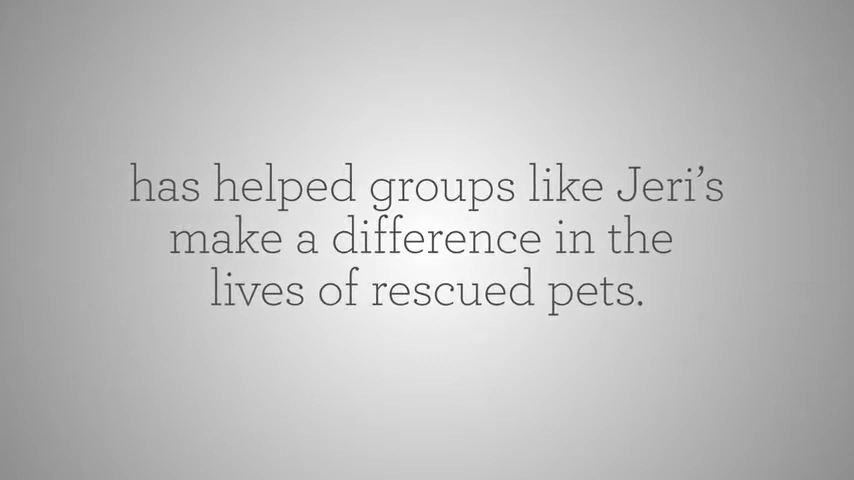 has helped groups like Jeri’s
make a difference in the
lives of rescued pets.